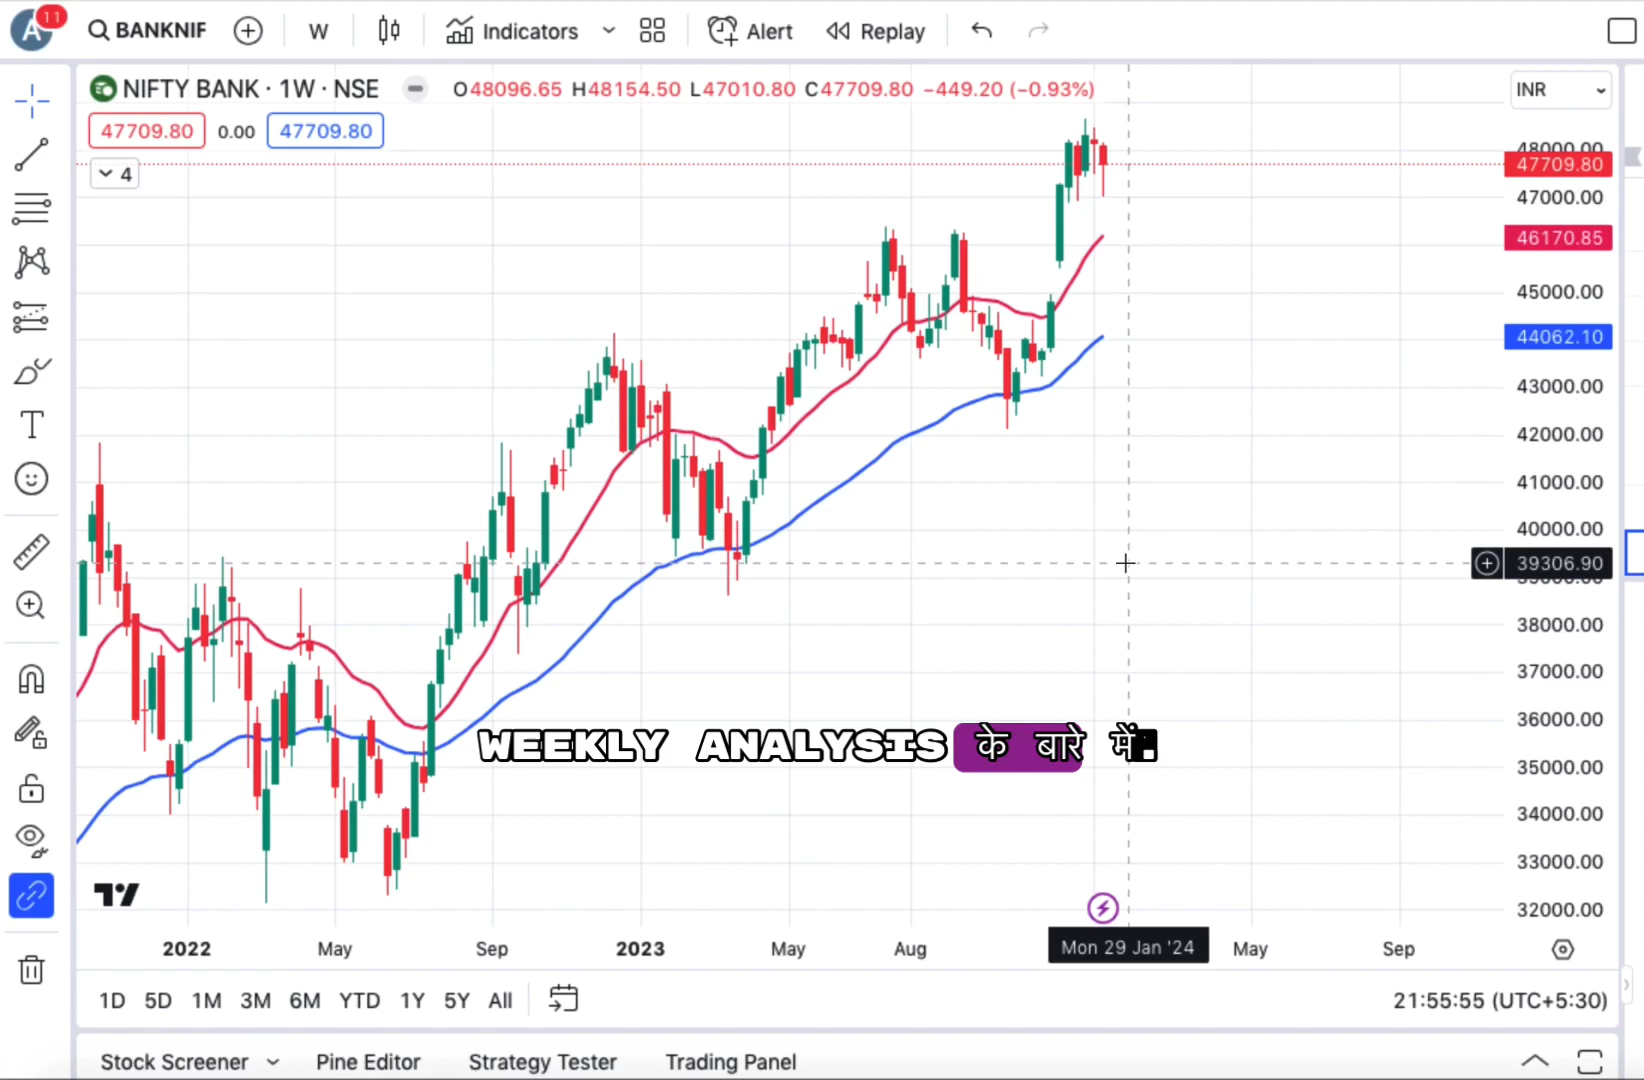 A
11
BANKNIF
W
Indicators
Alert
Replay
NIFTY BANK · 1W · NSE
O48096.65 H48154.50 L47010.80 C47709.80 −449.20 (−0.93%)
INR
47709.80
0.00
47709.80
4
48000.00
47709.80
47000.00
46170.85
45000.00
44062.10
43000.00
42000.00
41000.00
40000.00
39306.90
39000.00
38000.00
37000.00
36000.00
35000.00
34000.00
33000.00
32000.00
WEEKLY ANALYSIS के बारे में.
2022
May
Sep
2023
May
Aug
Mon 29 Jan '24
May
Sep
1D 5D 1M 3M 6M YTD 1Y 5Y All
21:55:55 (UTC+5:30)
Stock Screener
Pine Editor
Strategy Tester
Trading Panel